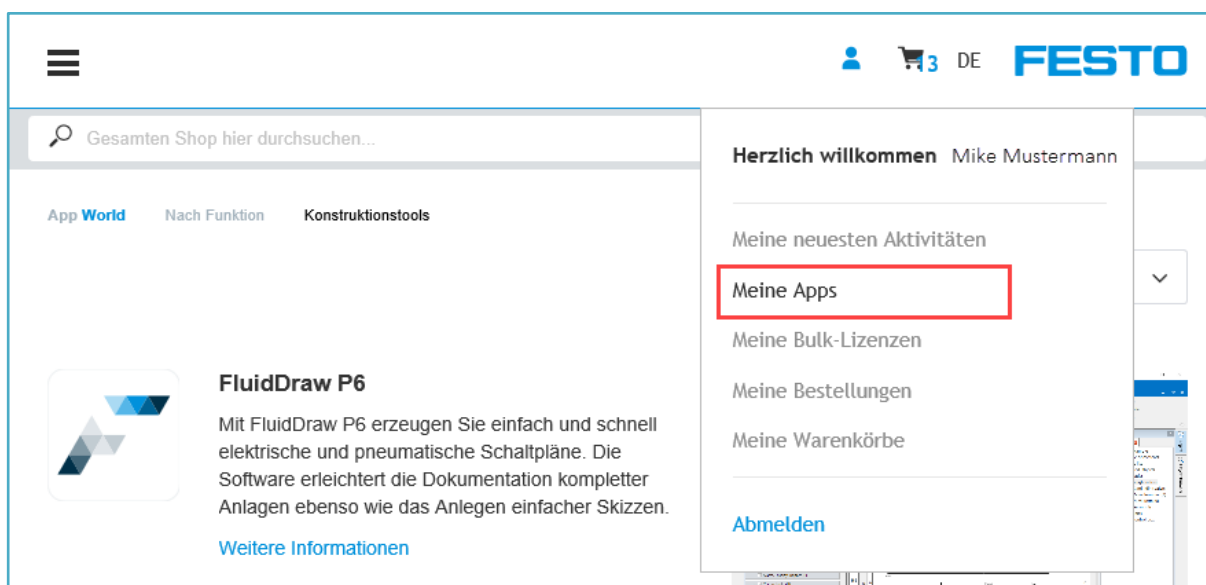 3 DE FESTO
Gesamten Shop hier durchsuchen...
Herzlich willkommen Mike Mustermann
App World Nach Funktion Konstruktionstools
Meine neuesten Aktivitäten
Meine Apps
Meine Bulk-Lizenzen
Meine Bestellungen
Meine Warenkörbe
Abmelden
FluidDraw P6
Mit FluidDraw P6 erzeugen Sie einfach und schnell
elektrische und pneumatische Schaltpläne. Die
Software erleichtert die Dokumentation kompletter
Anlagen ebenso wie das Anlegen einfacher Skizzen.
Weitere Informationen